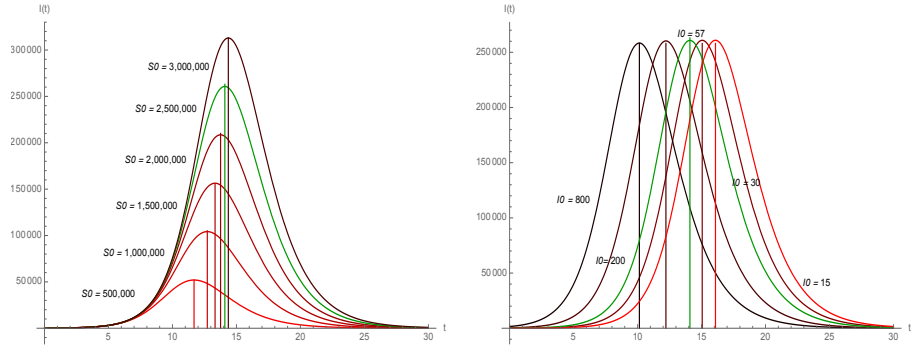 I(t)
300000
250000
200000
150000
100000
50000
S0 = 3,000,000
S0 = 2,500,000
S0 = 2,000,000
S0 = 1,500,000
S0 = 1,000,000
S0 = 500,000
5
10
15
20
25
30
t
I(t)
250000
200000
150000
100000
50000
I0 = 57
I0 = 30
I0 = 800
I0= 200
I0 = 15
5
10
15
20
25
30
t